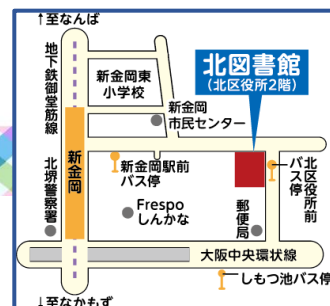 ↑至なんば
地下鉄御堂筋線
新金岡東
小学校
北図書館
(北区役所2階)
新金岡
市民センター
新金岡
新金岡駅前
バス停
北区役所前
バス停
北堺警察署
Frespo
しんかな
郵便局
大阪中央環状線
しもつ池バス停
↓至なかもず